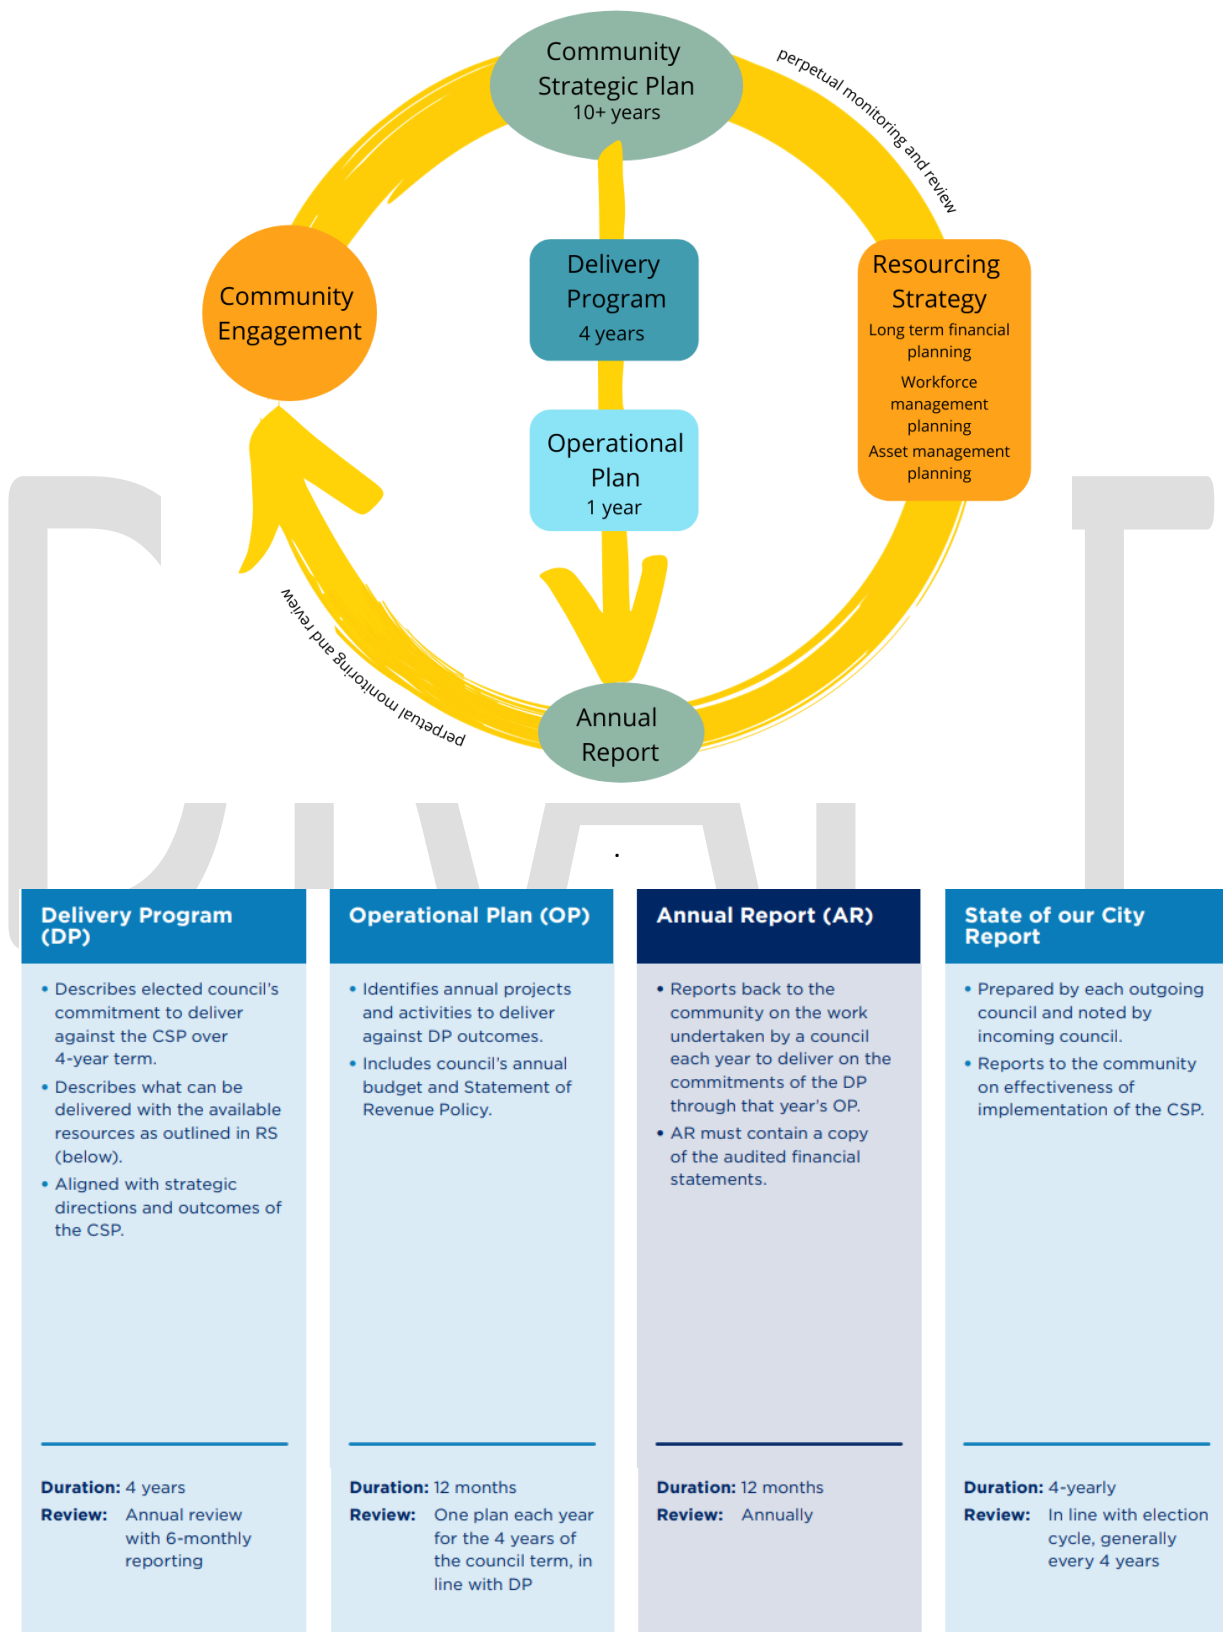 Community
Strategic Plan
10+ years
perpetual monitoring and review
Delivery
Program
4 years
Resourcing
Strategy
Long term financial
planning
Workforce
management
planning
Asset management
planning
Community
Engagement
Operational
Plan
1 year
perpetual monitoring and review
Annual
Report
.
Delivery Program
(DP)
• Describes elected council's
commitment to deliver
against the CSP over
4-year term.
• Describes what can be
delivered with the available
resources as outlined in RS
(below).
• Aligned with strategic
directions and outcomes of
the CSP.
Duration: 4 years
Review: Annual review
with 6-monthly
reporting
Operational Plan (OP)
• Identifies annual projects
and activities to deliver
against DP outcomes.
• Includes council's annual
budget and Statement of
Revenue Policy.
Duration: 12 months
Review: One plan each year
for the 4 years of
the council term, in
line with DP
Annual Report (AR)
• Reports back to the
community on the work
undertaken by a council
each year to deliver on the
commitments of the DP
through that year's OP.
• AR must contain a copy
of the audited financial
statements.
Duration: 12 months
Review: Annually
State of our City
Report
• Prepared by each outgoing
council and noted by
incoming council.
• Reports to the community
on effectiveness of
implementation of the CSP.
Duration: 4-yearly
Review: In line with election
cycle, generally
every 4 years